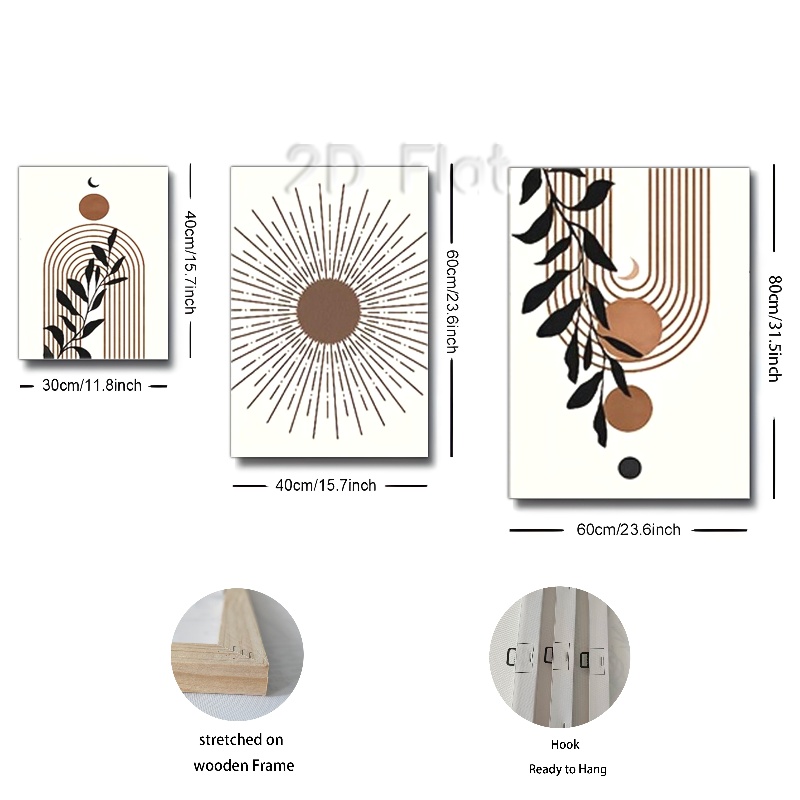 2D Flat
40cm/15.7inch
30cm/11.8inch
60cm/23.6inch
40cm/15.7inch
80cm/31.5inch
60cm/23.6inch
stretched on
wooden Frame
Hook
Ready to Hang